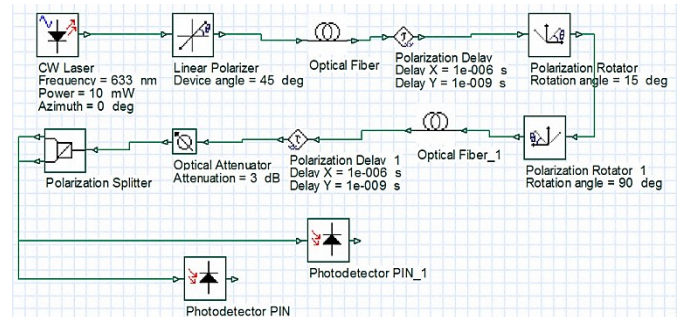 CW Laser
Frequency = 633 nm
Power = 10 mW
Azimuth = 0 deg
Linear Polarizer
Device angle = 45 deg
Optical Fiber
Polarization Delay
Delay X = 1e-006 s
Delay Y = 1e-009 s
Polarization Rotator
Rotation angle = 15 deg
Polarization Splitter
Optical Attenuator
Attenuation = 3 dB
Polarization Delay 1
Delay X = 1e-006 s
Delay Y = 1e-009 s
Optical Fiber_1
Polarization Rotator 1
Rotation angle = 90 deg
Photodetector PIN_1
Photodetector PIN